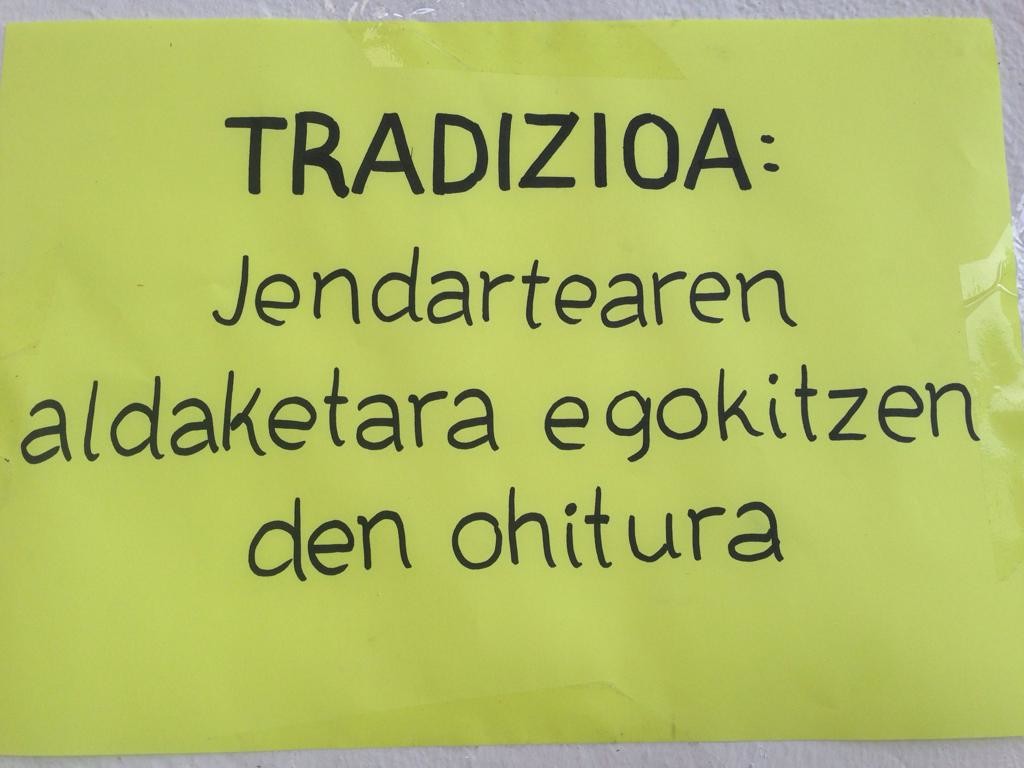 TRADIZIOA:
Jendartearen
aldaketara egokitzen
den ohitura